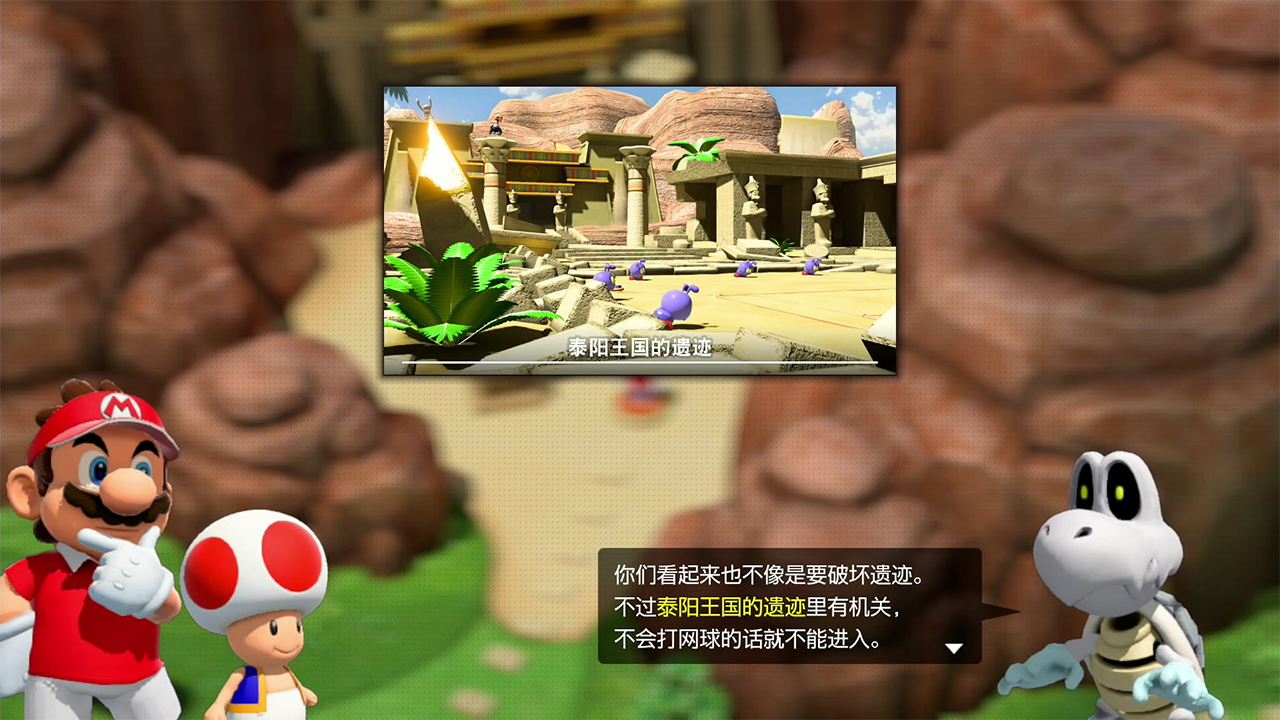 泰阳王国的遗迹
M
你们看起来也不像是要破坏遗迹。
不过泰阳王国的遗迹里有机关，
不会打网球的话就不能进入。